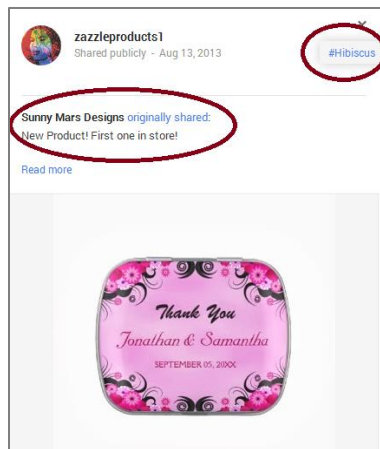 zazzleproducts1
Shared publicly - Aug 13, 2013
#Hibiscus
Sunny Mars Designs originally shared:
New Product! First one in store!
Read more
Thank You
Jonathan & Samantha
SEPTEMBER 05, 20XX